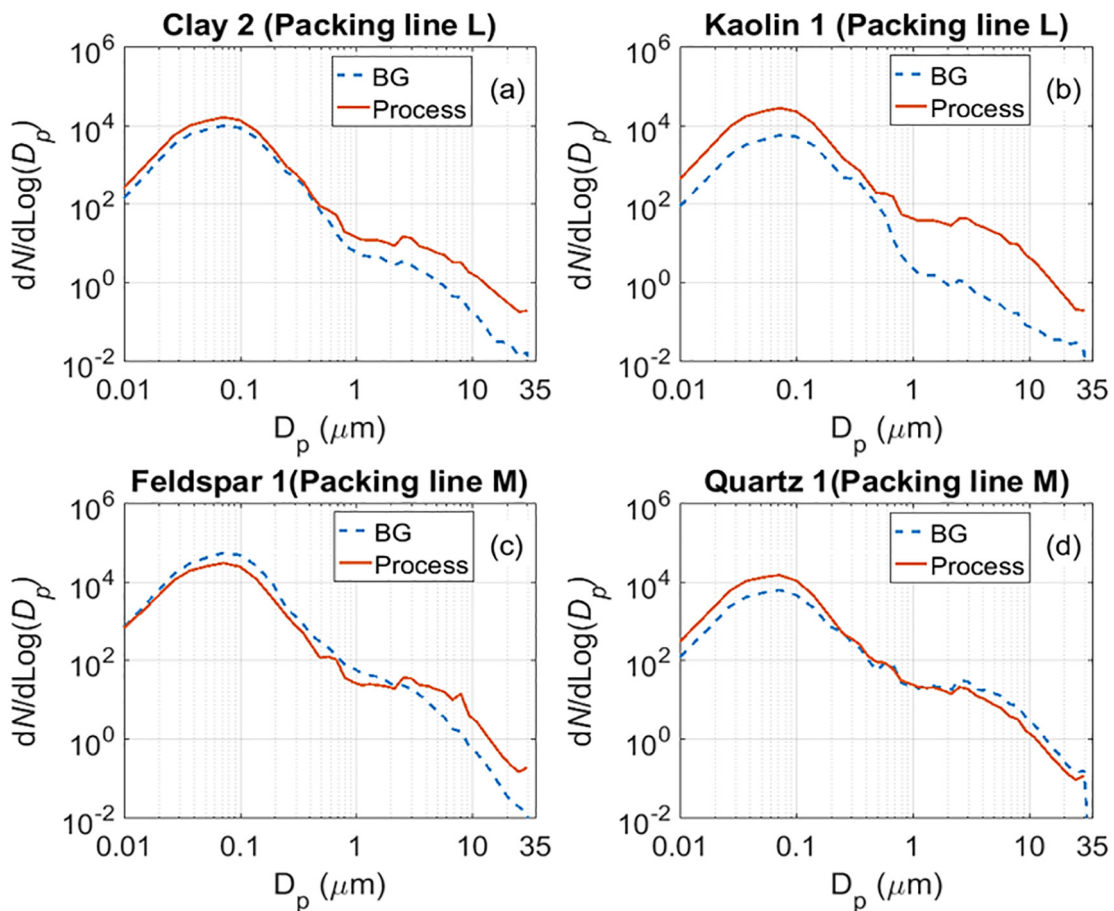 Clay 2 (Packing line L)
10^6
10^4
10^2
10^0
10^-2
dN/dLog(D_p)
BG
Process
(a)
0.01
0.1
1
10
35
D_p (μm)
Kaolin 1 (Packing line L)
10^6
10^4
10^2
10^0
10^-2
dN/dLog(D_p)
BG
Process
(b)
0.01
0.1
1
10
35
D_p (μm)
Feldspar 1(Packing line M)
10^6
10^4
10^2
10^0
10^-2
dN/dLog(D_p)
BG
Process
(c)
0.01
0.1
1
10
35
D_p (μm)
Quartz 1(Packing line M)
10^6
10^4
10^2
10^0
10^-2
dN/dLog(D_p)
BG
Process
(d)
0.01
0.1
1
10
35
D_p (μm)